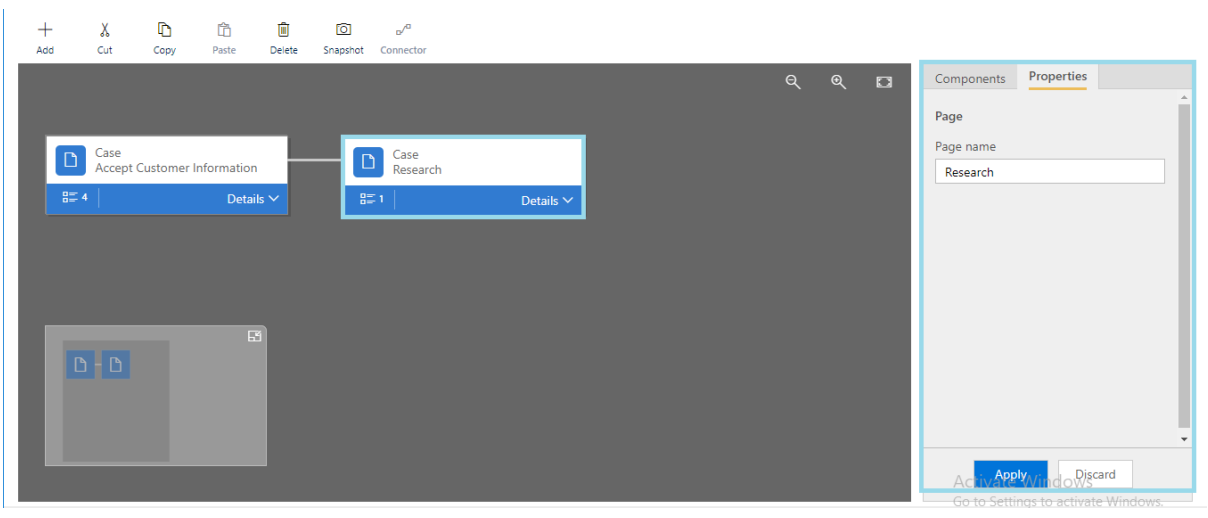 Add Cut Copy Paste Delete Snapshot Connector
Components Properties
Page
Page name
Research
Case
Accept Customer Information
4 Details
Case
Research
1 Details
Apply Discard
Activate Windows
Go to Settings to activate Windows.